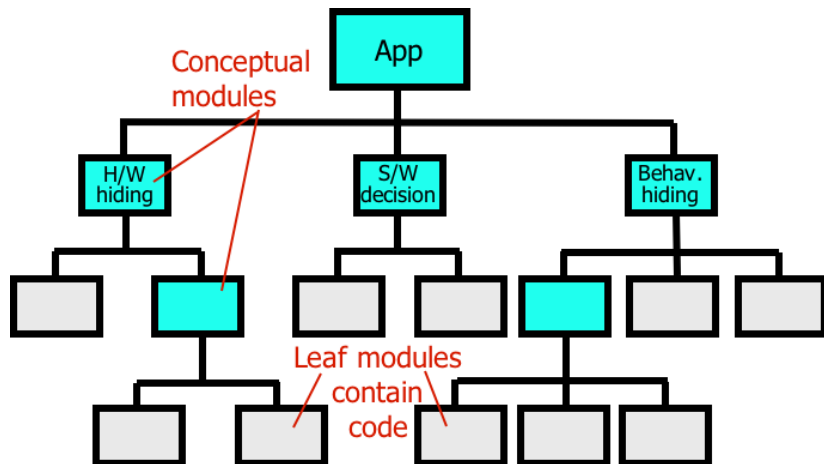 App
Conceptual
modules
H/W
hiding
S/W
decision
Behav.
hiding
Leaf modules
contain
code